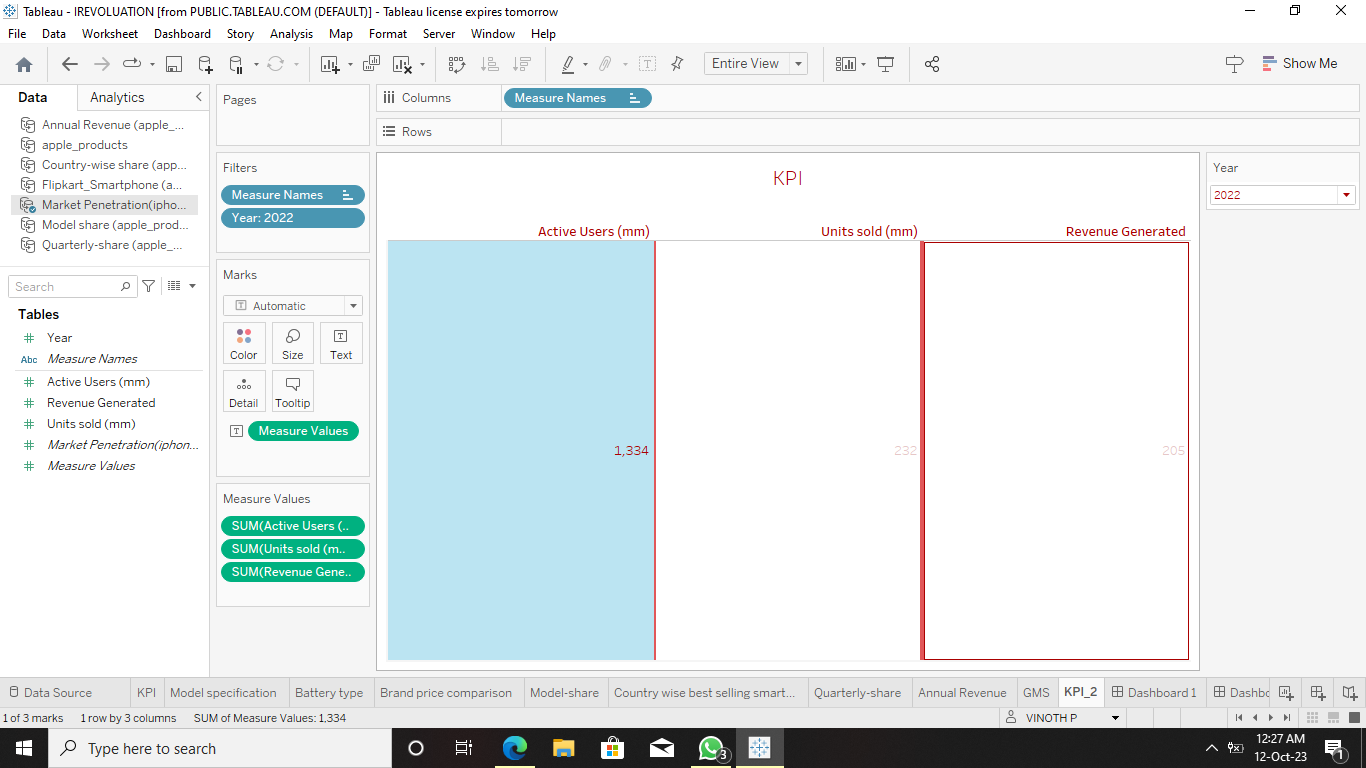 Tableau - IREVOLUATION [from PUBLIC.TABLEAU.COM (DEFAULT)] - Tableau license expires tomorrow
File Data Worksheet Dashboard Story Analysis Map Format Server Window Help
T Entire View Show Me
Data Analytics
Annual Revenue (apple_...
apple_products
Country-wise share (app...
Flipkart_Smartphone (a...
Market Penetration(ipho...
Model share (apple_prod...
Quarterly-share (apple_...
Search
Tables
# Year
Abc Measure Names
# Active Users (mm)
# Revenue Generated
# Units sold (mm)
# Market Penetration(iphon...
# Measure Values
Pages
Filters
Measure Names
Year: 2022
Marks
T Automatic
Color Size T Text
Detail Tooltip
T Measure Values
Measure Values
SUM(Active Users (..
SUM(Units sold (m..
SUM(Revenue Gene..
Columns Measure Names
Rows
KPI
Active Users (mm) Units sold (mm) Revenue Generated
1,334 232 205
Year
2022
Data Source KPI Model specification Battery type Brand price comparison Model-share Country wise best selling smart... Quarterly-share Annual Revenue GMS KPI_2 Dashboard 1 Dashbo
1 of 3 marks 1 row by 3 columns SUM of Measure Values: 1,334 VINOTH P
Type here to search 3 12:27 AM
12-Oct-23 1